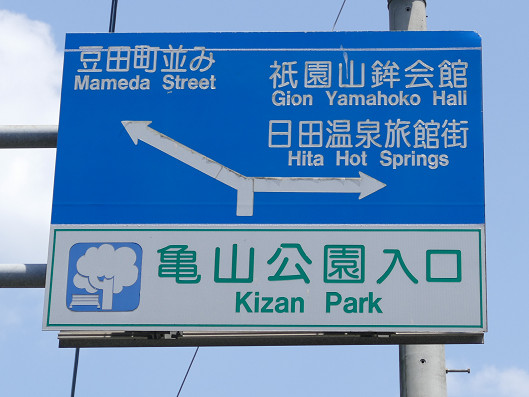 豆田町並み
Mameda Street
祇園山鉾会館
Gion Yamahoko Hall
日田温泉旅館街
Hita Hot Springs
亀山公園入口
Kizan Park